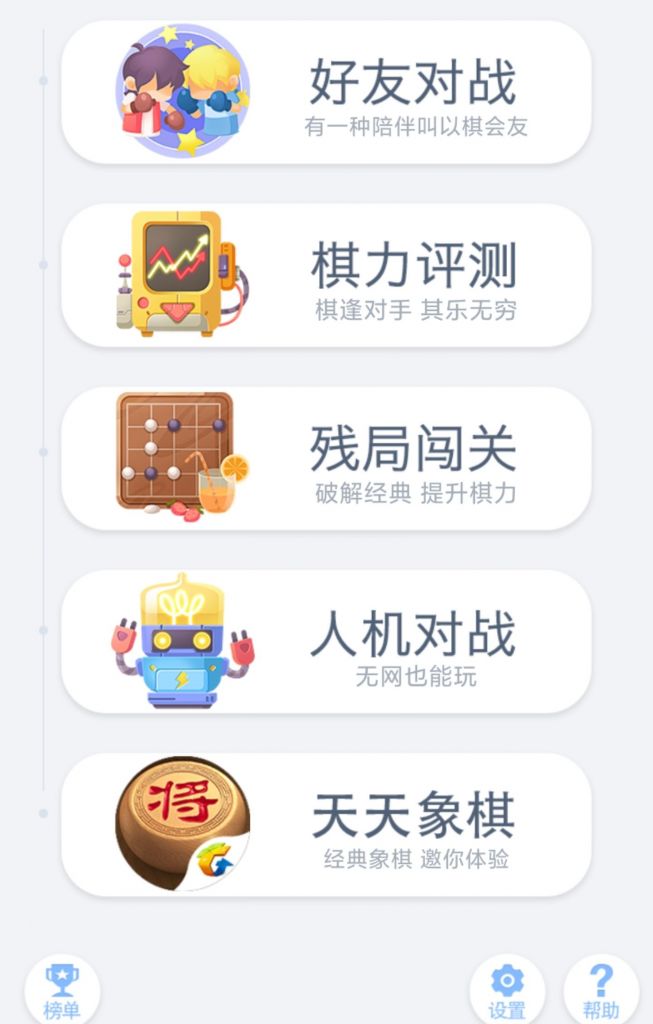 好友对战
有一种陪伴叫以棋会友
棋力评测
棋逢对手 其乐无穷
残局闯关
破解经典 提升棋力
人机对战
无网也能玩
将
天天象棋
经典象棋 邀你体验
榜单
设置
?
帮助